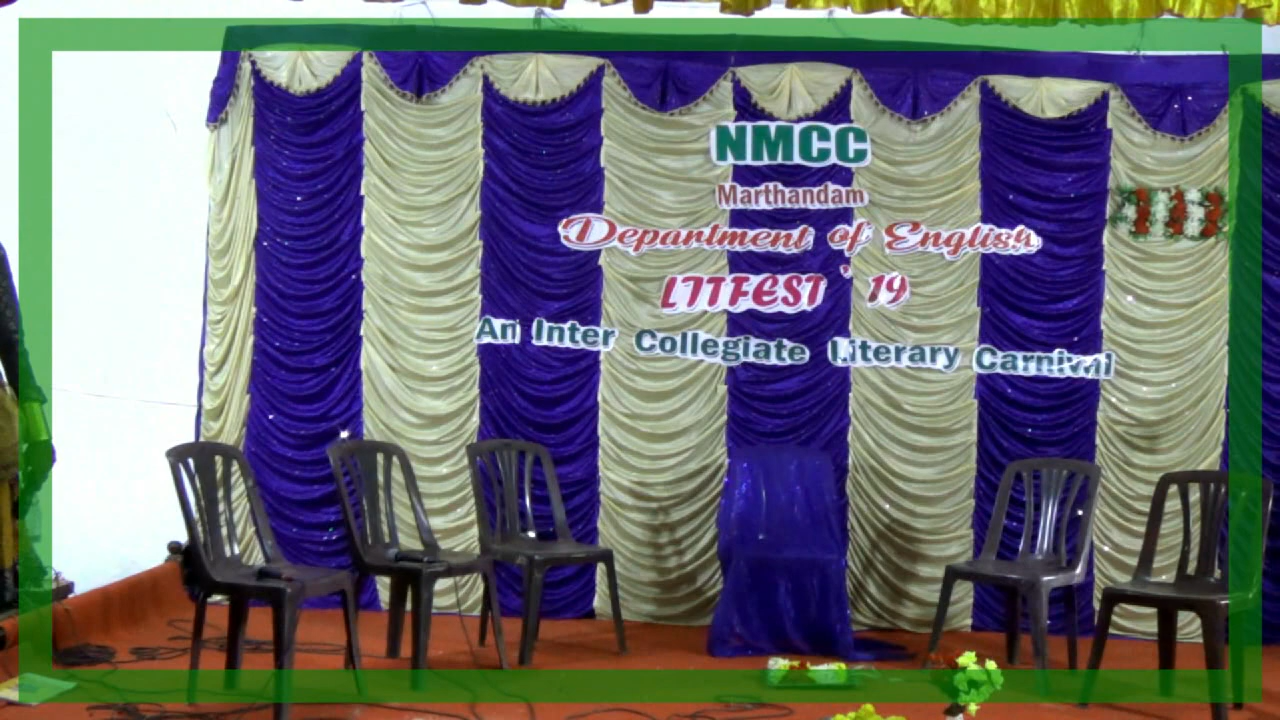 NMCC
Marthandam
Department of English
LITFEST ' 19
An Inter Collegiate Literary Carnival